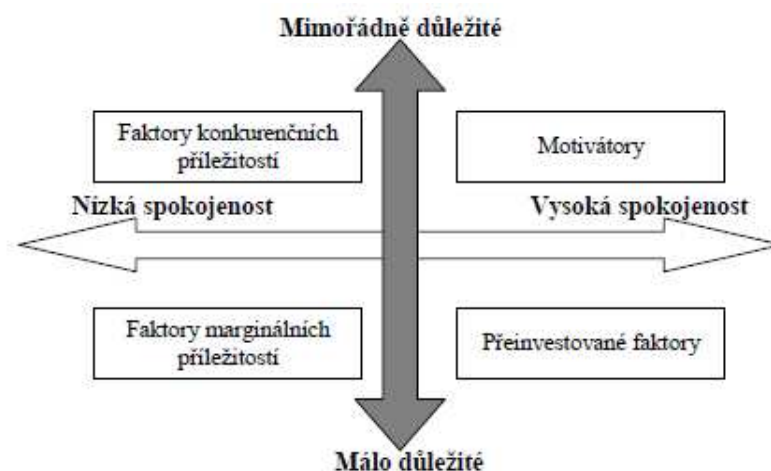 Mimořádně důležité
Faktory konkurenčních
příležitostí
Motivátory
Nízká spokojenost
Vysoká spokojenost
Faktory marginálních
příležitostí
Přeinvestované faktory
Málo důležité